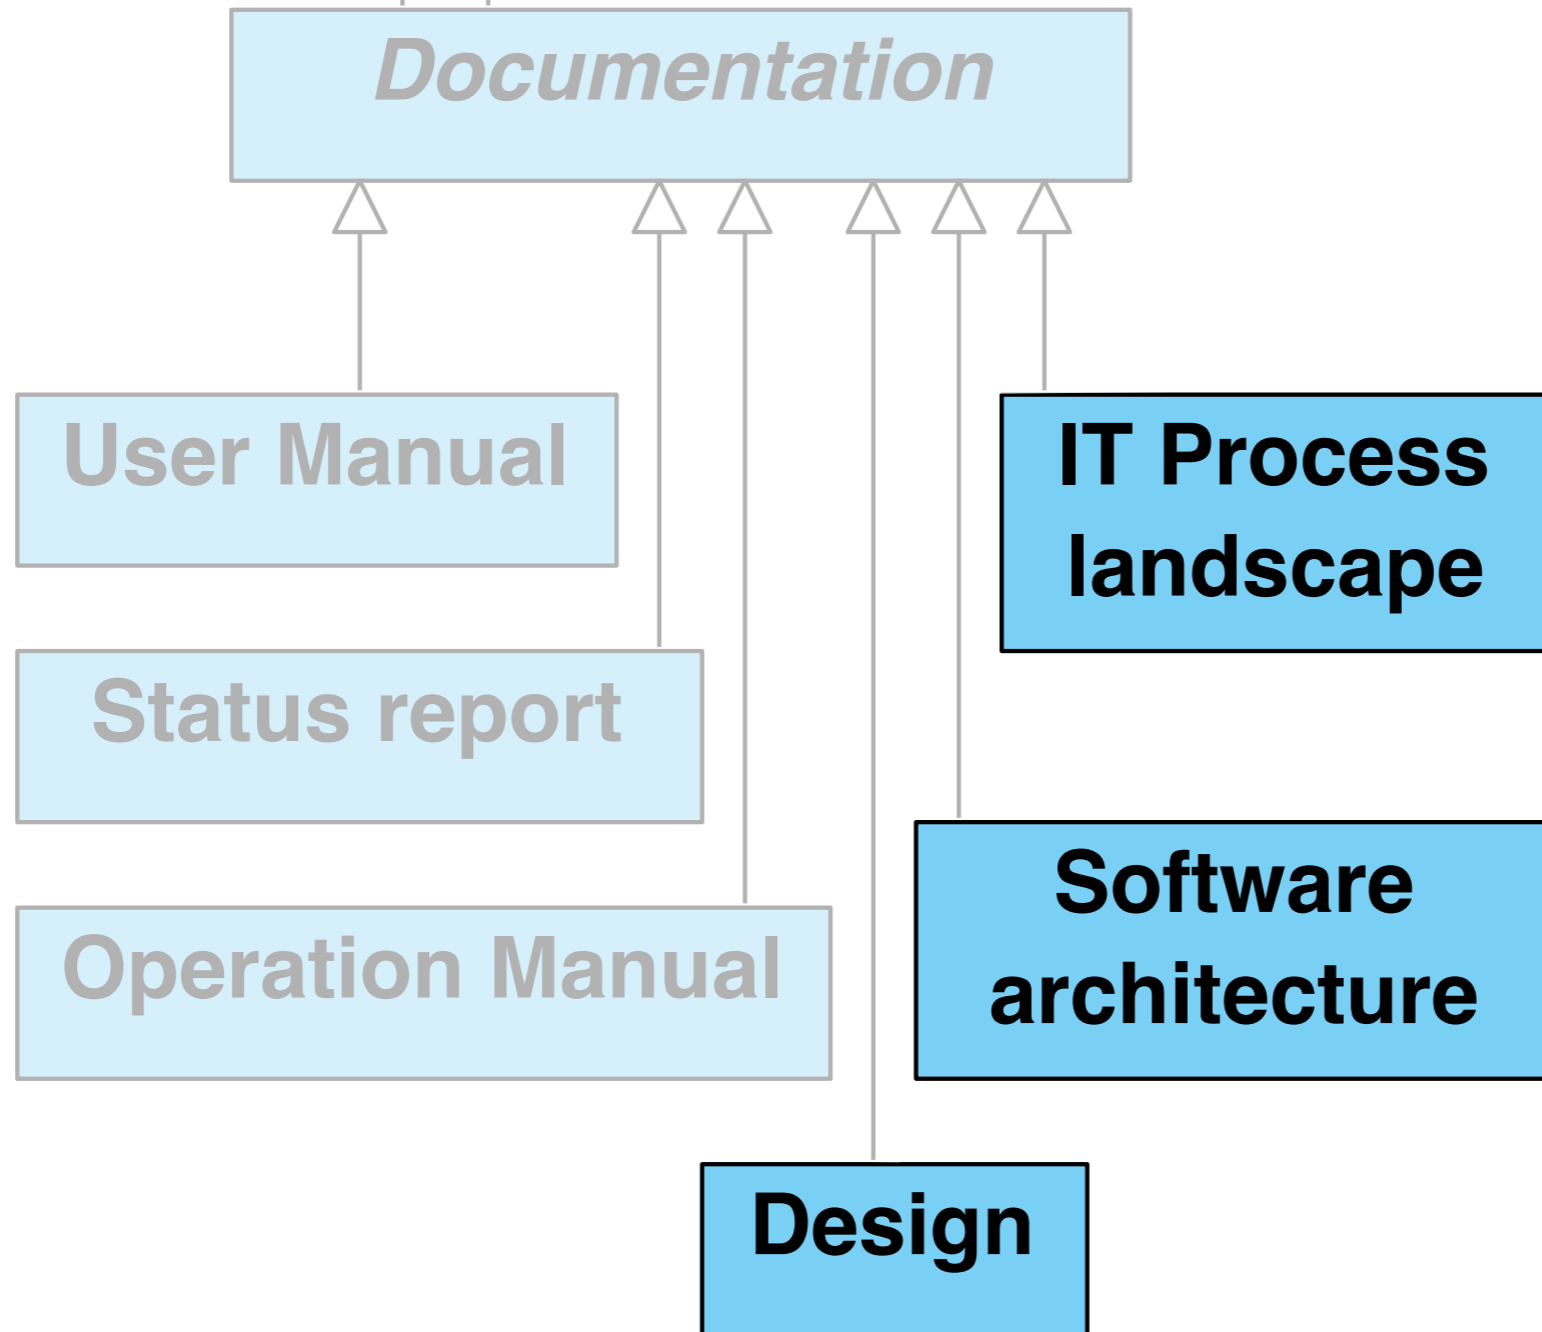 Documentation
User Manual
IT Process
landscape
Status report
Software
architecture
Operation Manual
Design